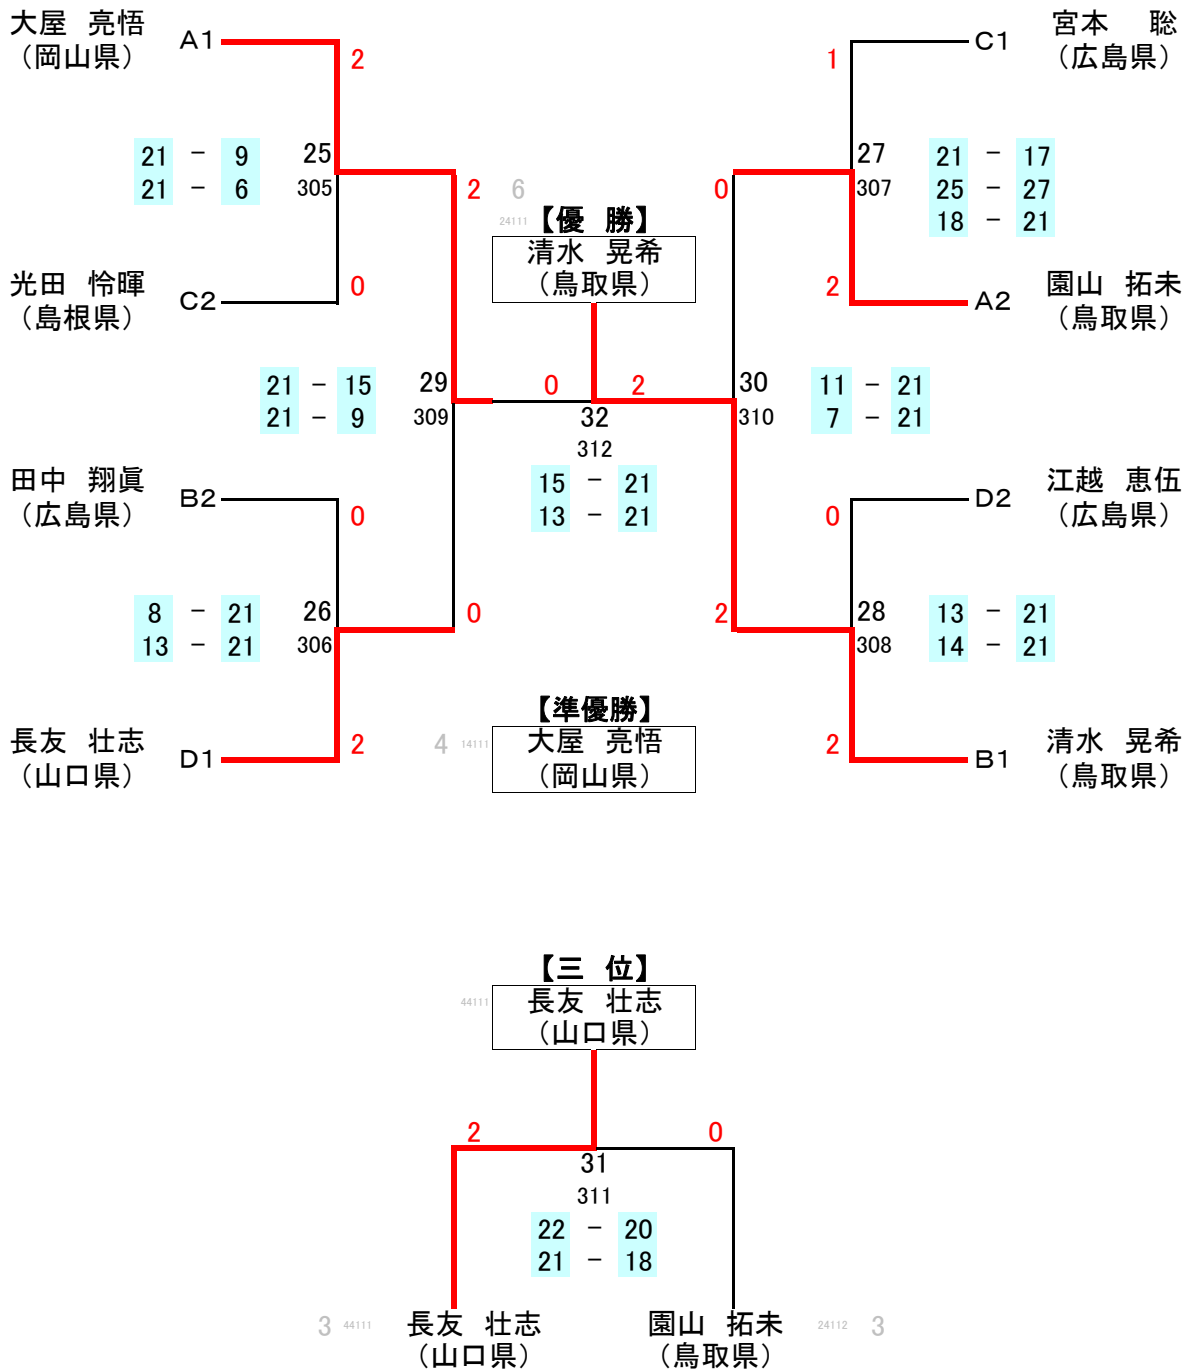 大屋 亮悟 A1
（岡山県）
2
21 - 9 25
21 - 6 305
0
光田 怜暉 C2
（島根県）
2
21 - 15 29
21 - 9 309
田中 翔眞 B2
（広島県）
0
8 - 21 26
13 - 21 306
0
2
長友 壮志 D1
（山口県）
6
24111
【優 勝】
清水 晃希
（鳥取県）
0 2
32
312
15 - 21
13 - 21
【準優勝】
4 14111
大屋 亮悟
（岡山県）
C1 宮本 聡
（広島県）
1
27 21 - 17
307 25 - 27
18 - 21
0
2
A2 園山 拓未
（鳥取県）
30 11 - 21
310 7 - 21
D2 江越 恵伍
（広島県）
0
28 13 - 21
308 14 - 21
2
2
B1 清水 晃希
（鳥取県）
【三 位】
44111
長友 壮志
（山口県）
2 0
31
311
22 - 20
21 - 18
3 44111 長友 壮志
（山口県）
園山 拓未 24112 3
（鳥取県）